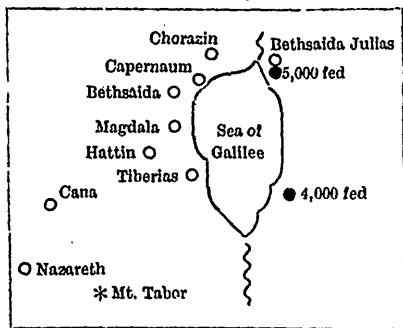 Chorazin
Bethsaida Julias
Capernaum
5,000 fed
Bethsaida
Magdala
Sea of
Galilee
Hattin
Tiberias
Cana
4,000 fed
Nazareth
* Mt. Tabor